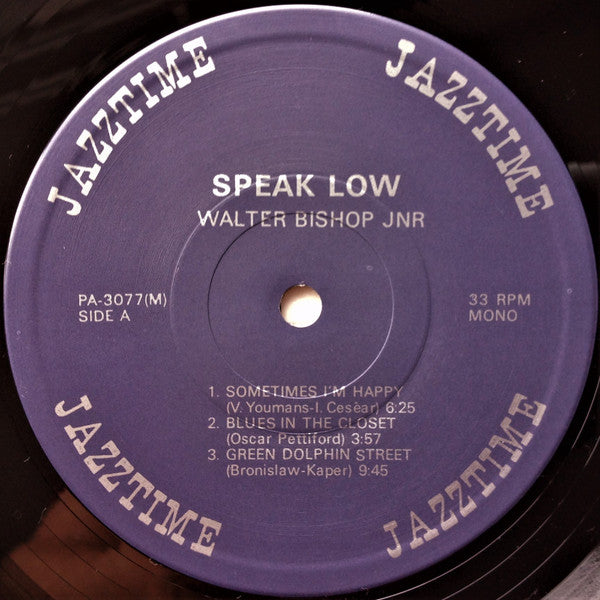 JAZZTIME
JAZZTIME
SPEAK LOW
WALTER BISHOP JNR
PA-3077(M)
SIDE A
33 RPM
MONO
1. SOMETIMES I'M HAPPY
(V. Youmans-I. Cesèar) 6:25
2. BLUES IN THE CLOSET
(Oscar Pettiford) 3:57
3. GREEN DOLPHIN STREET
(Bronislaw-Kaper) 9:45
JAZZTIME
JAZZTIME